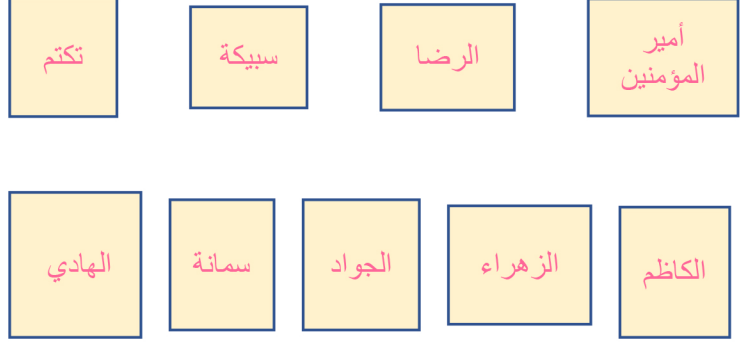 أمير
المؤمنين
الرضا
سبيكة
تكتم
الكاظم
الزهراء
الجواد
سمانة
الهادي